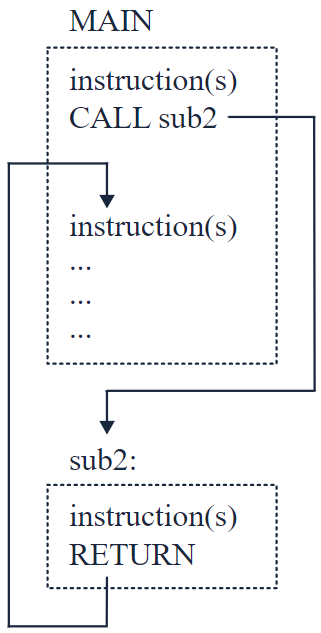 MAIN
instruction(s)
CALL sub2
instruction(s)
...
...
...
sub2:
instruction(s)
RETURN